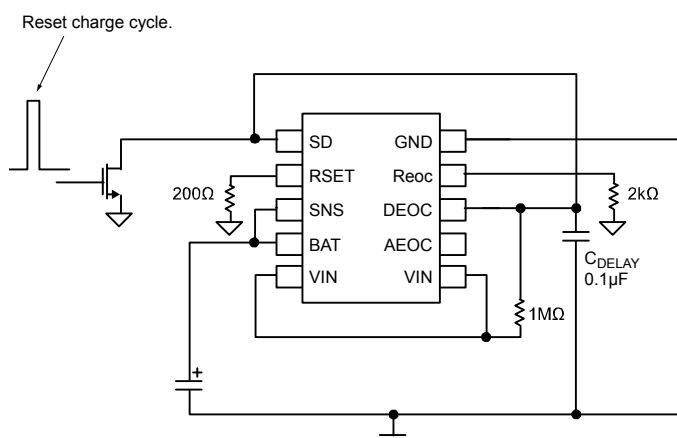 Reset charge cycle.
SD
GND
200Ω
RSET
Reoc
2kΩ
SNS
DEOC
BAT
AEOC
CDELAY
0.1µF
VIN
VIN
1MΩ
+